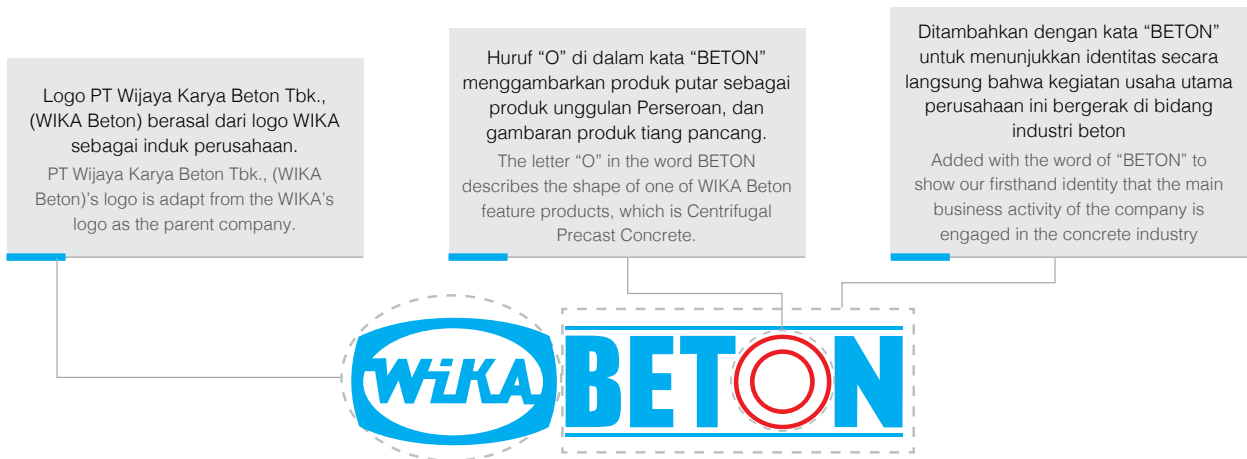 Logo PT Wijaya Karya Beton Tbk.,
(WIKA Beton) berasal dari logo WIKA
sebagai induk perusahaan.
PT Wijaya Karya Beton Tbk., (WIKA
Beton)'s logo is adapt from the WIKA's
logo as the parent company.
Huruf “O” di dalam kata “BETON”
menggambarkan produk putar sebagai
produk unggulan Perseroan, dan
gambaran produk tiang pancang.
The letter “O” in the word BETON
describes the shape of one of WIKA Beton
feature products, which is Centrifugal
Precast Concrete.
Ditambahkan dengan kata “BETON”
untuk menunjukkan identitas secara
langsung bahwa kegiatan usaha utama
perusahaan ini bergerak di bidang
industri beton
Added with the word of “BETON” to
show our firsthand identity that the main
business activity of the company is
engaged in the concrete industry
WiKA BETON